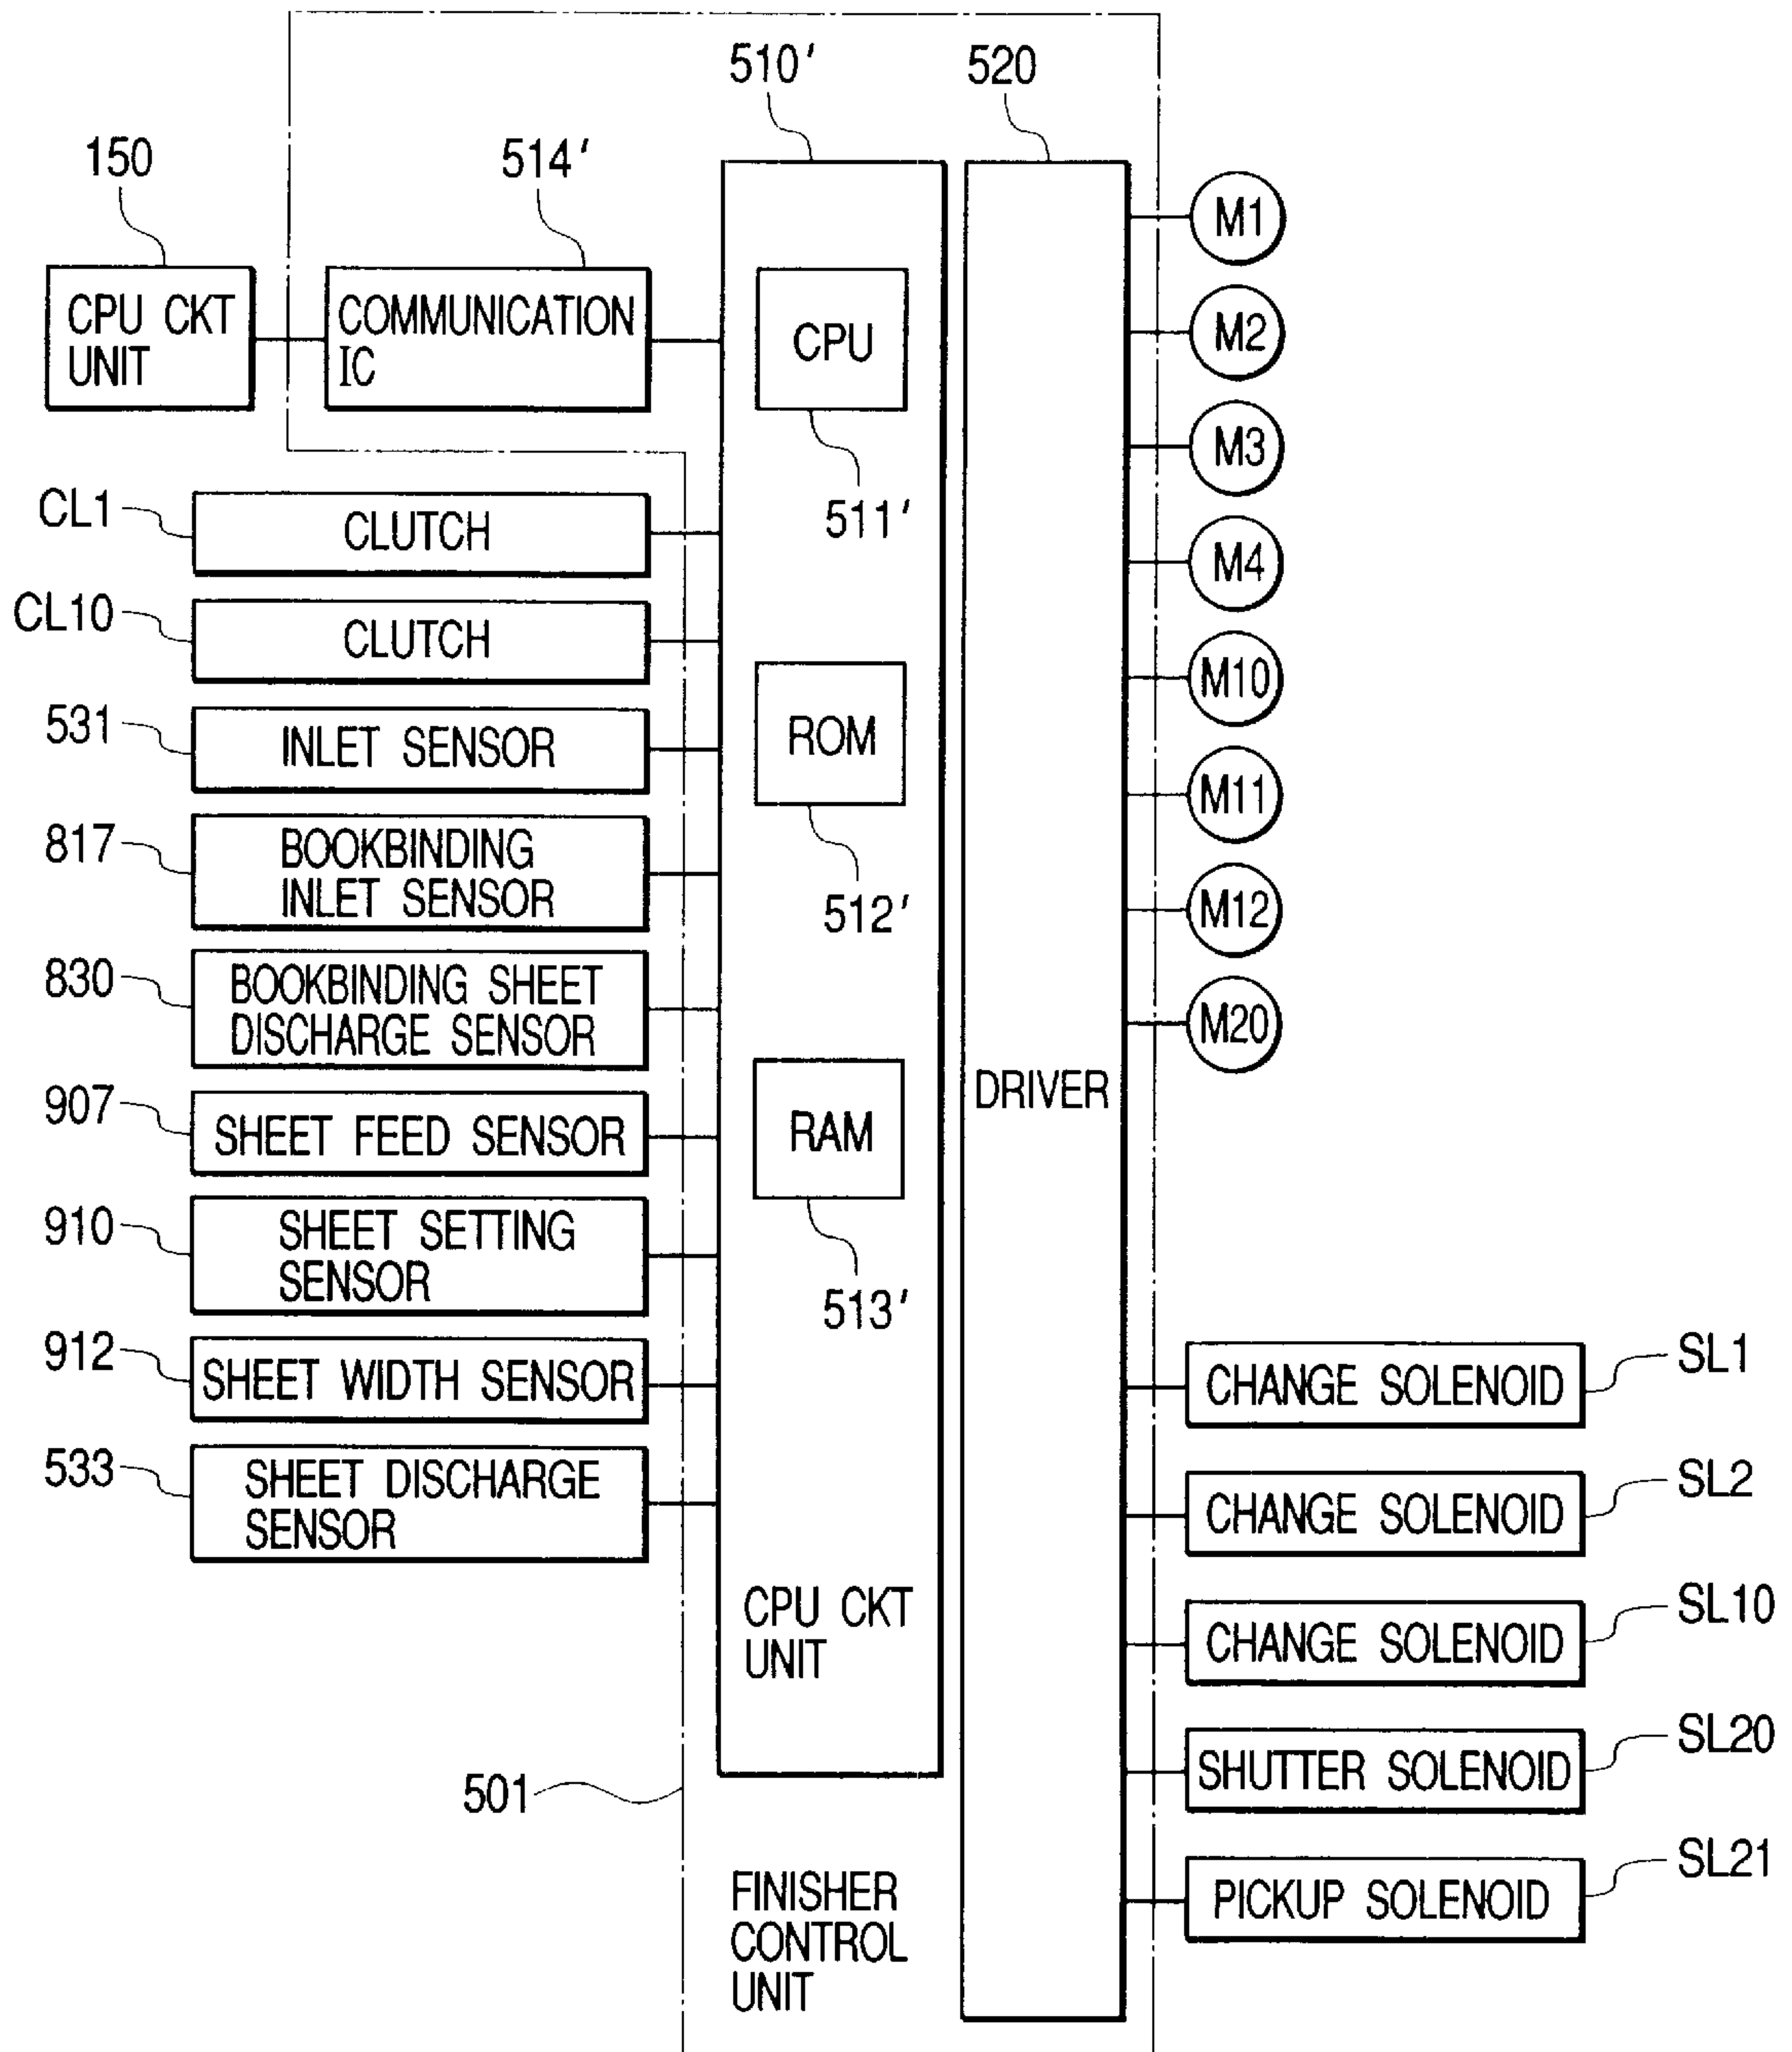 510'
520
150
514'
CPU CKT
UNIT
COMMUNICATION
IC
CPU
511'
CL1
CLUTCH
CL10
CLUTCH
531
INLET SENSOR
ROM
512'
817
BOOKBINDING
INLET SENSOR
830
BOOKBINDING SHEET
DISCHARGE SENSOR
907
SHEET FEED SENSOR
RAM
513'
910
SHEET SETTING
SENSOR
912
SHEET WIDTH SENSOR
533
SHEET DISCHARGE
SENSOR
CPU CKT
UNIT
501
FINISHER
CONTROL
UNIT
DRIVER
M1
M2
M3
M4
M10
M11
M12
M20
CHANGE SOLENOID
SL1
CHANGE SOLENOID
SL2
CHANGE SOLENOID
SL10
SHUTTER SOLENOID
SL20
PICKUP SOLENOID
SL21